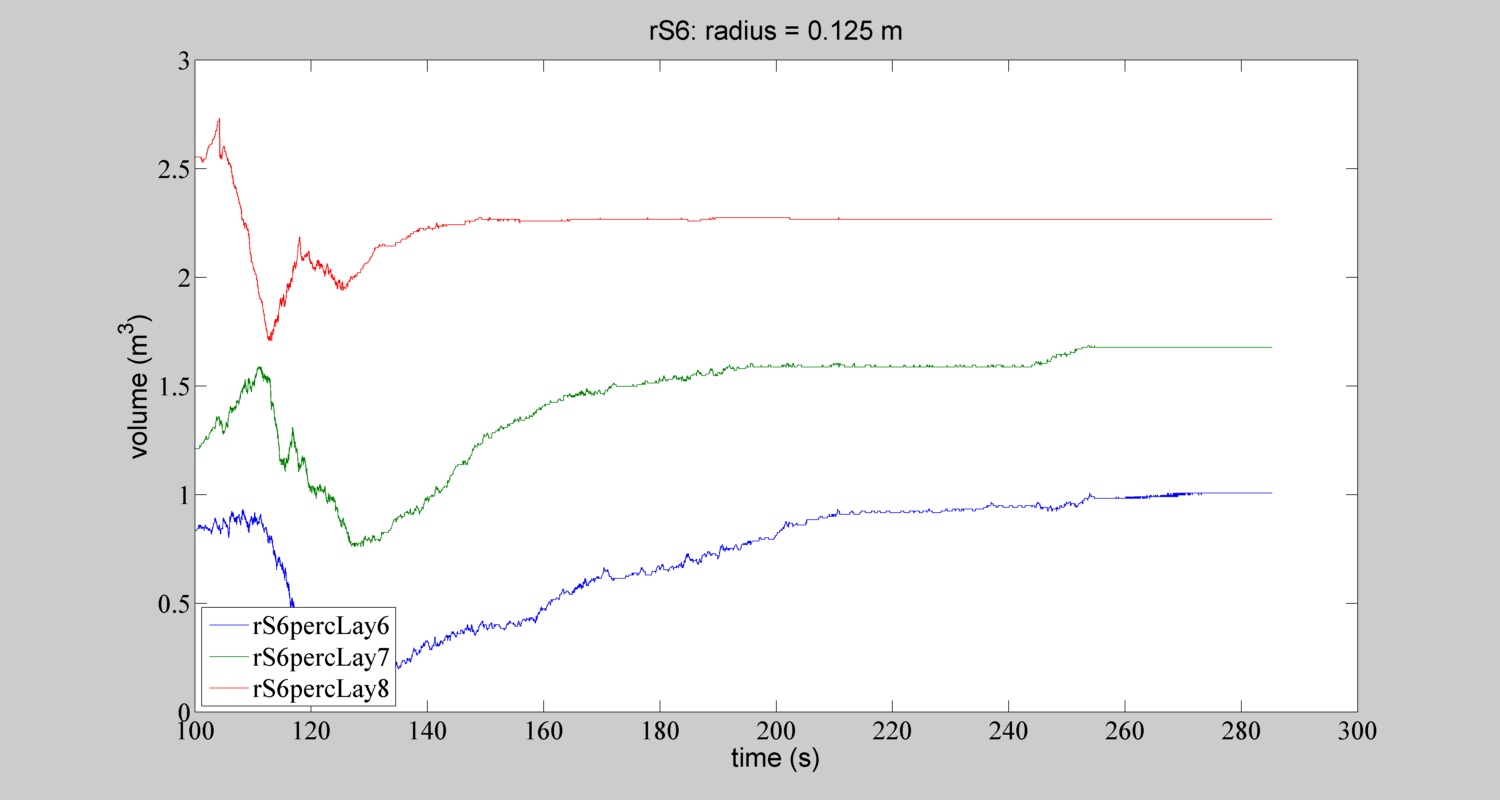 rS6: radius = 0.125 m
3
2.5
2
1.5
1
0.5
0
volume (m³)
rS6percLay6
rS6percLay7
rS6percLay8
100 120 140 160 180 200 220 240 260 280 300
time (s)